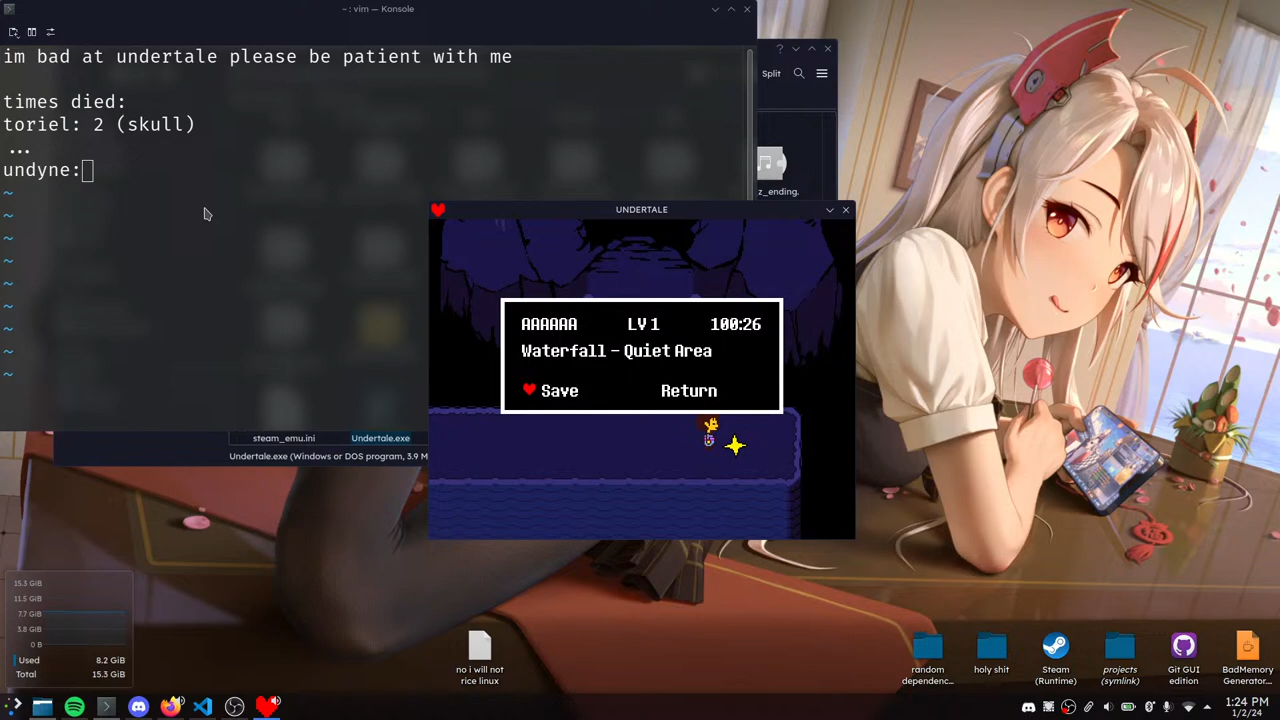 ~ : vim — Konsole
im bad at undertale please be patient with me
times died:
toriel: 2 (skull)
...
undyne:
~
~
~
~
~
~
~
~
~
?
Split
z_ending.
UNDERTALE
AAAAAA LV 1 100:26
Waterfall - Quiet Area
Save Return
steam_emu.ini Undertale.exe
Undertale.exe (Windows or DOS program, 3.9 M
15.3 GiB
11.5 GiB
7.7 GiB
3.8 GiB
0 B
Used 8.2 GiB
Total 15.3 GiB
no i will not
rice linux
random
dependenc...
holy shit
Steam
(Runtime)
projects
(symlink)
Git GUI
edition
BadMemory
Generator...
1:24 PM
1/2/24